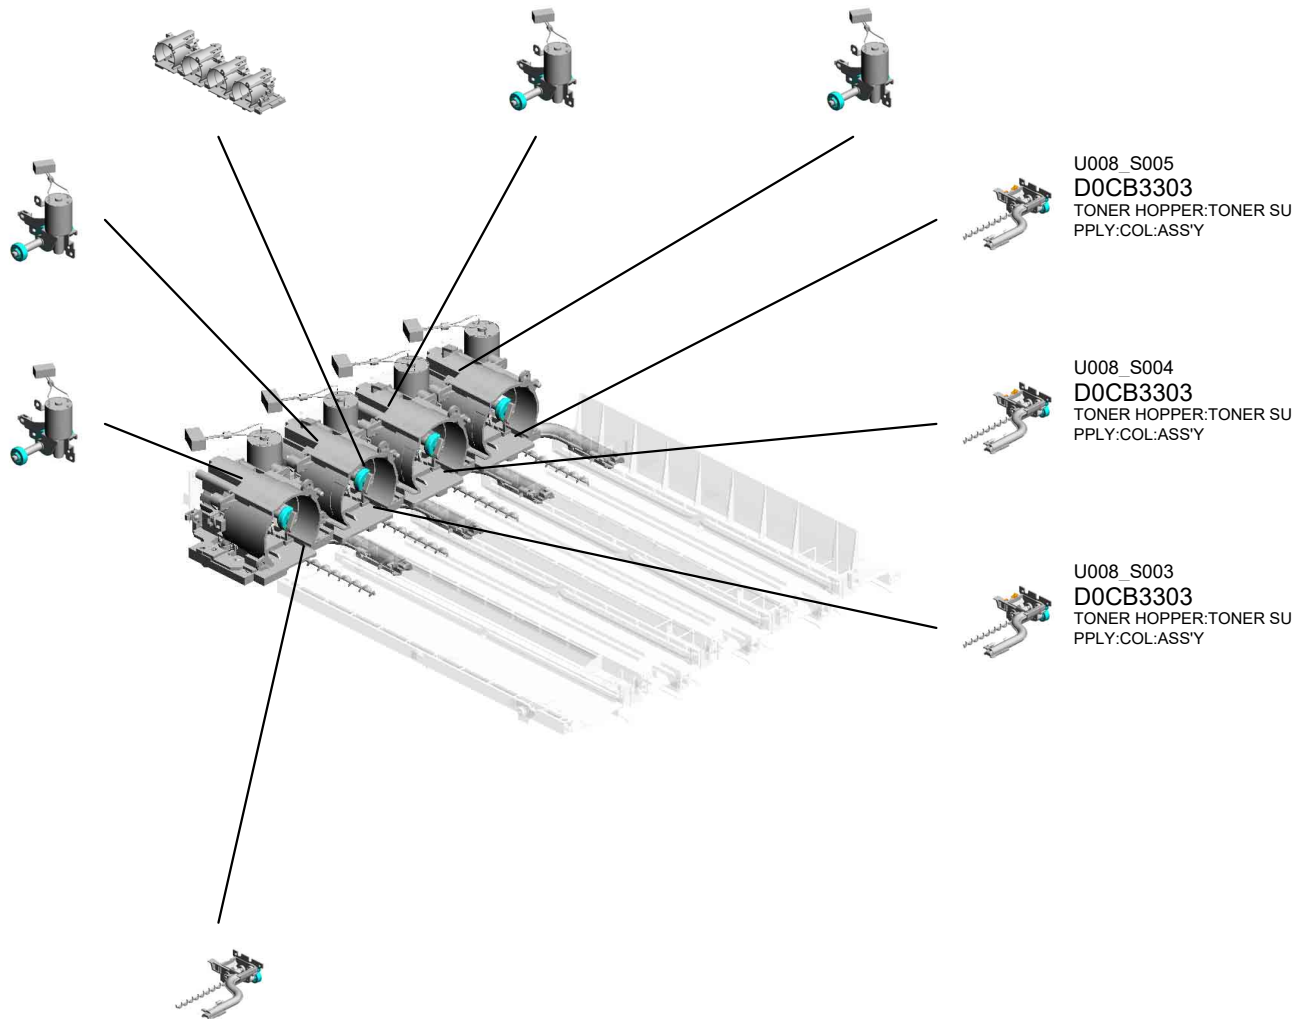 U008_S005
D0CB3303
TONER HOPPER:TONER SU
PPLY:COL:ASS'Y
U008_S004
D0CB3303
TONER HOPPER:TONER SU
PPLY:COL:ASS'Y
U008_S003
D0CB3303
TONER HOPPER:TONER SU
PPLY:COL:ASS'Y